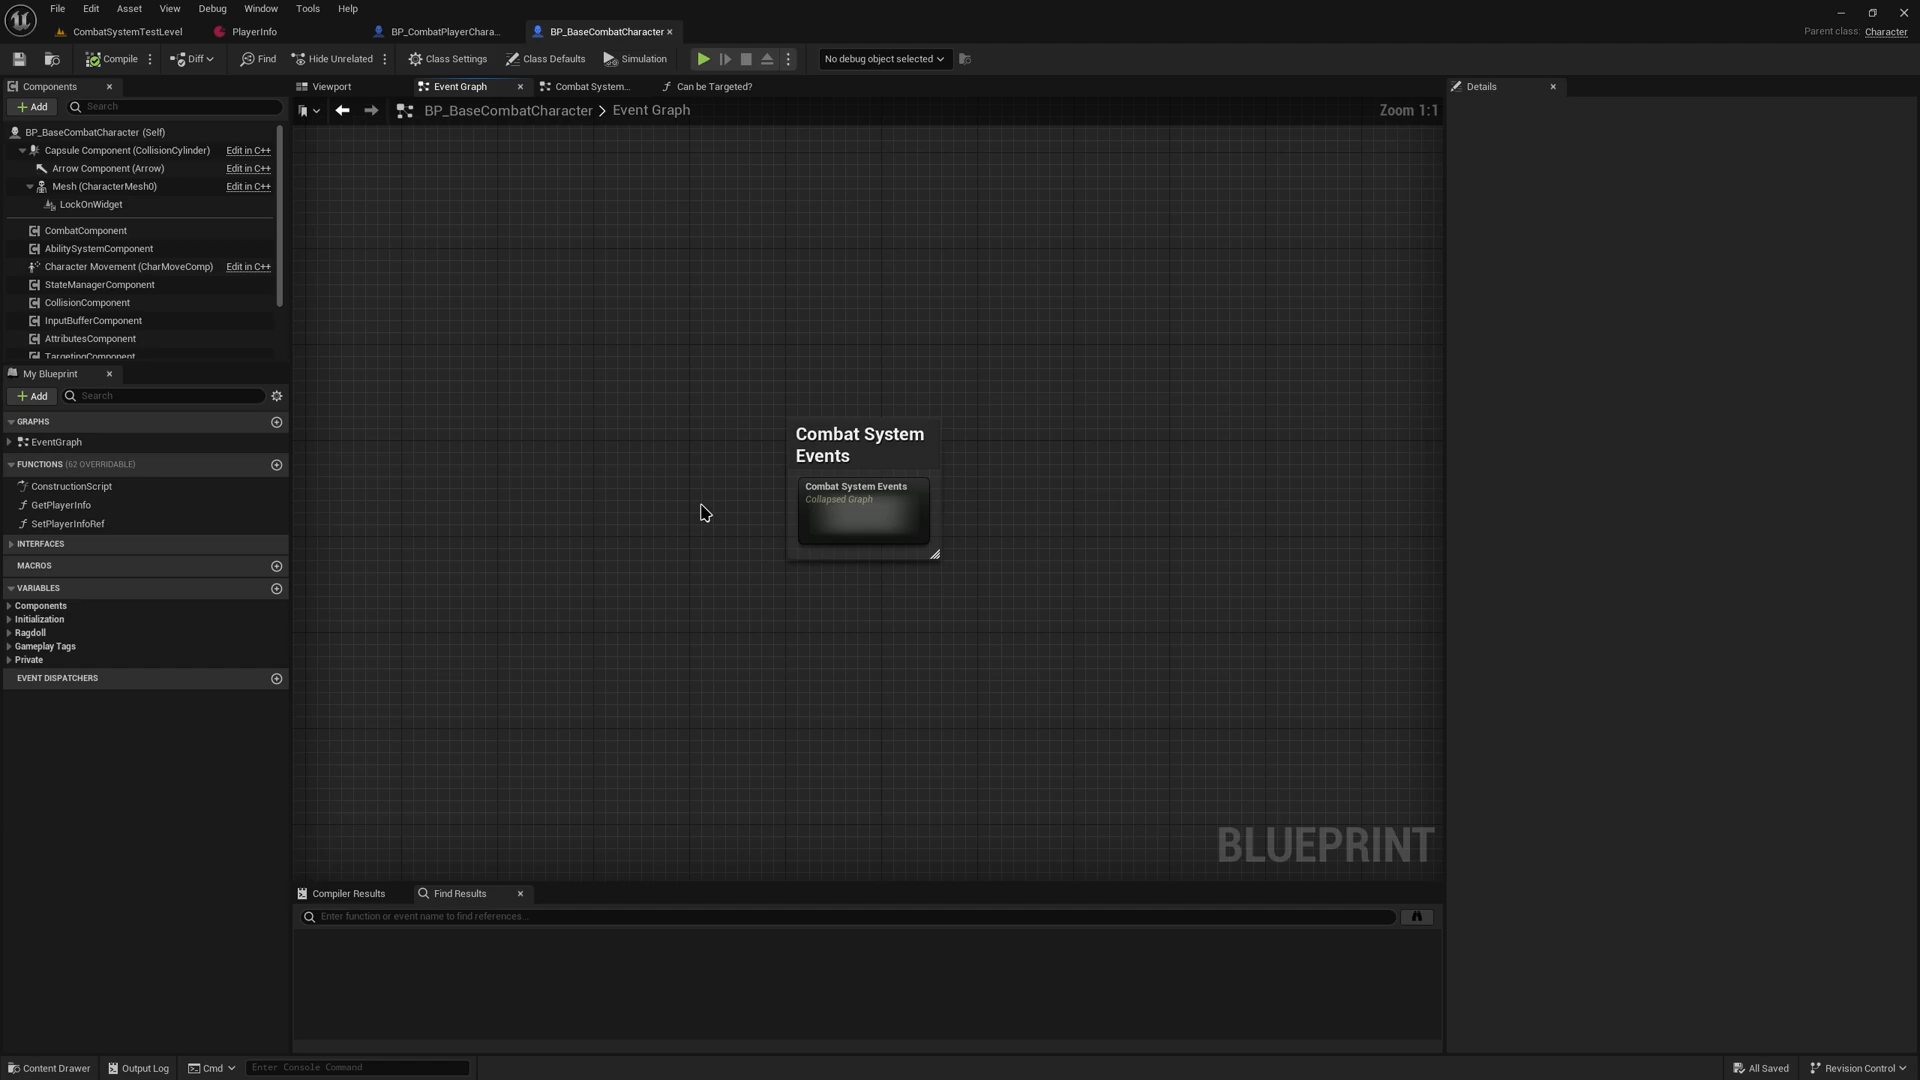 File Edit Asset View Debug Window Tools Help
CombatSystemTestLevel PlayerInfo BP_CombatPlayerChara... BP_BaseCombatCharacter
Parent class: Character
Compile Diff Find Hide Unrelated Class Settings Class Defaults Simulation No debug object selected
Components
Add Search
BP_BaseCombatCharacter (Self)
Capsule Component (CollisionCylinder) Edit in C++
Arrow Component (Arrow) Edit in C++
Mesh (CharacterMesh0) Edit in C++
LockOnWidget
CombatComponent
AbilitySystemComponent
Character Movement (CharMoveComp) Edit in C++
StateManagerComponent
CollisionComponent
InputBufferComponent
AttributesComponent
TargetingComponent
My Blueprint
Add Search
GRAPHS
EventGraph
FUNCTIONS (62 OVERRIDABLE)
ConstructionScript
GetPlayerInfo
SetPlayerInfoRef
INTERFACES
MACROS
VARIABLES
Components
Initialization
Ragdoll
Gameplay Tags
Private
EVENT DISPATCHERS
Viewport Event Graph Combat System... Can be Targeted?
BP_BaseCombatCharacter > Event Graph
Zoom 1:1
Combat System
Events
Combat System Events
Collapsed Graph
BLUEPRINT
Compiler Results Find Results
Enter function or event name to find references...
Details
Content Drawer Output Log Cmd Enter Console Command
All Saved Revision Control